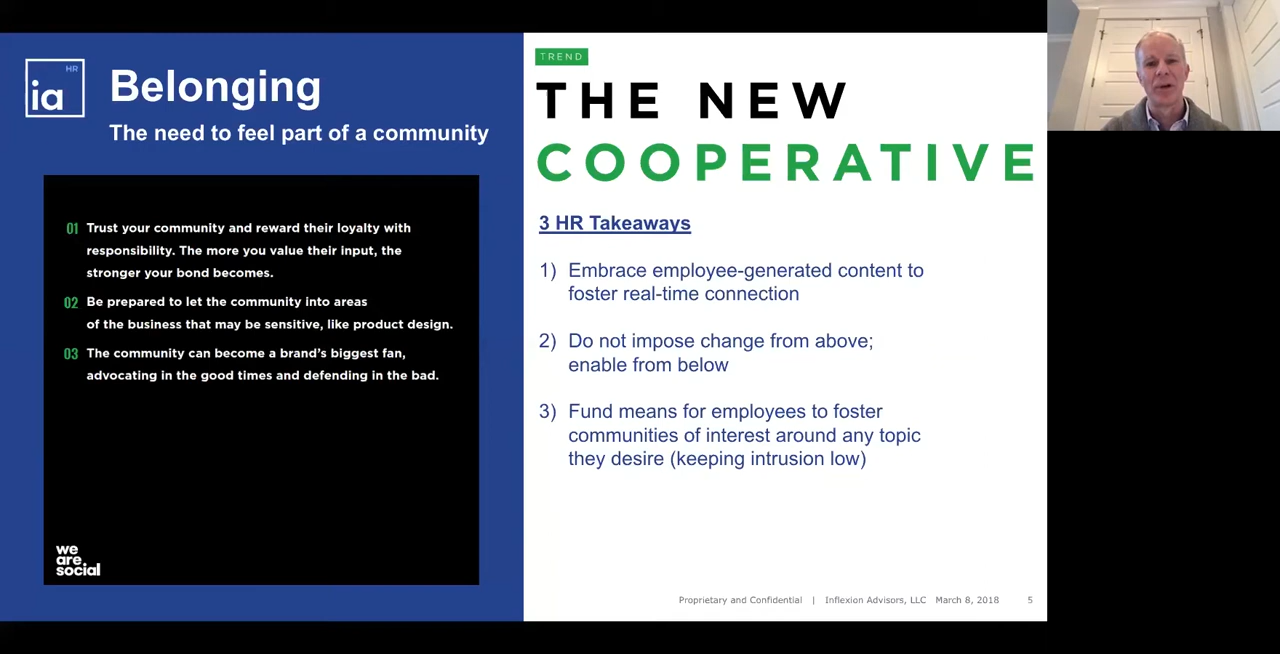 HR
ia
Belonging
The need to feel part of a community
01 Trust your community and reward their loyalty with
responsibility. The more you value their input, the
stronger your bond becomes.
02 Be prepared to let the community into areas
of the business that may be sensitive, like product design.
03 The community can become a brand's biggest fan,
advocating in the good times and defending in the bad.
we
are
social
TREND
THE NEW
COOPERATIVE
3 HR Takeaways
1) Embrace employee-generated content to
foster real-time connection
2) Do not impose change from above;
enable from below
3) Fund means for employees to foster
communities of interest around any topic
they desire (keeping intrusion low)
Proprietary and Confidential | Inflexion Advisors, LLC March 8, 2018 5